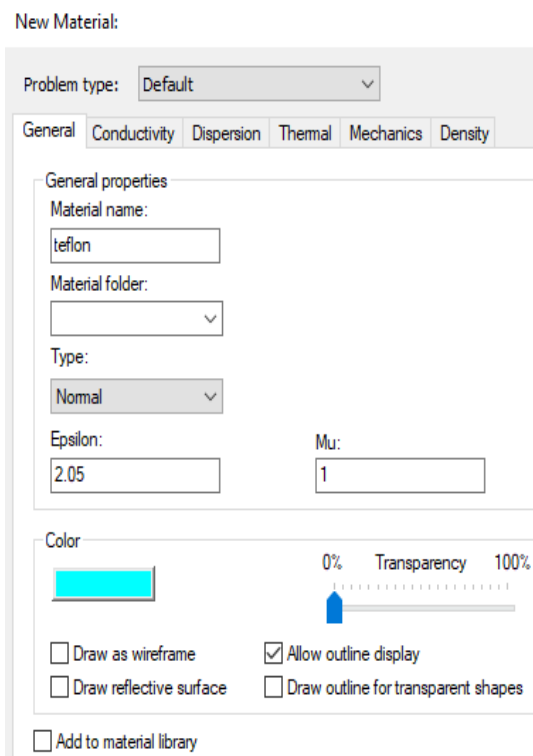 New Material:
Problem type: Default
General Conductivity Dispersion Thermal Mechanics Density
General properties
Material name:
teflon
Material folder:
Type:
Normal
Epsilon: Mu:
2.05 1
Color
0% Transparency 100%
Draw as wireframe Allow outline display
Draw reflective surface Draw outline for transparent shapes
Add to material library